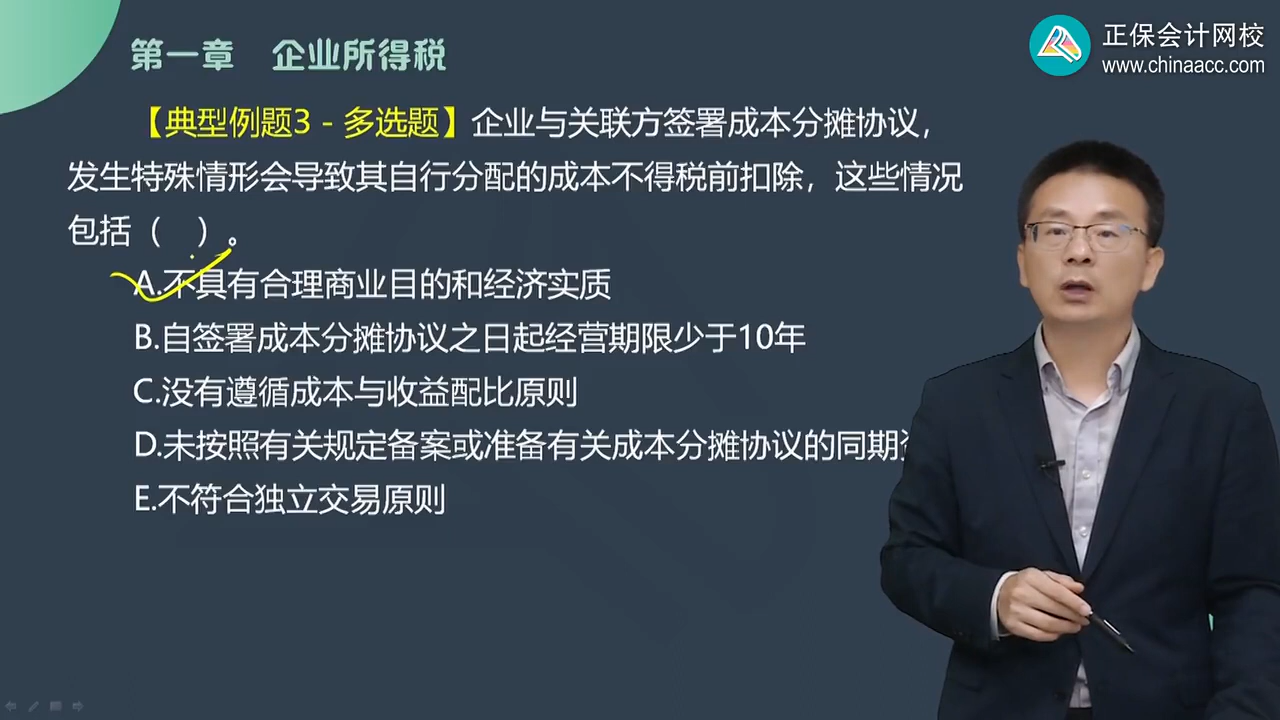 第一章 企业所得税
正保会计网校
www.chinaacc.com
【典型例题3－多选题】企业与关联方签署成本分摊协议，
发生特殊情形会导致其自行分配的成本不得税前扣除，这些情况
包括（ ）。
A.不具有合理商业目的和经济实质
B.自签署成本分摊协议之日起经营期限少于10年
C.没有遵循成本与收益配比原则
D.未按照有关规定备案或准备有关成本分摊协议的同期
E.不符合独立交易原则